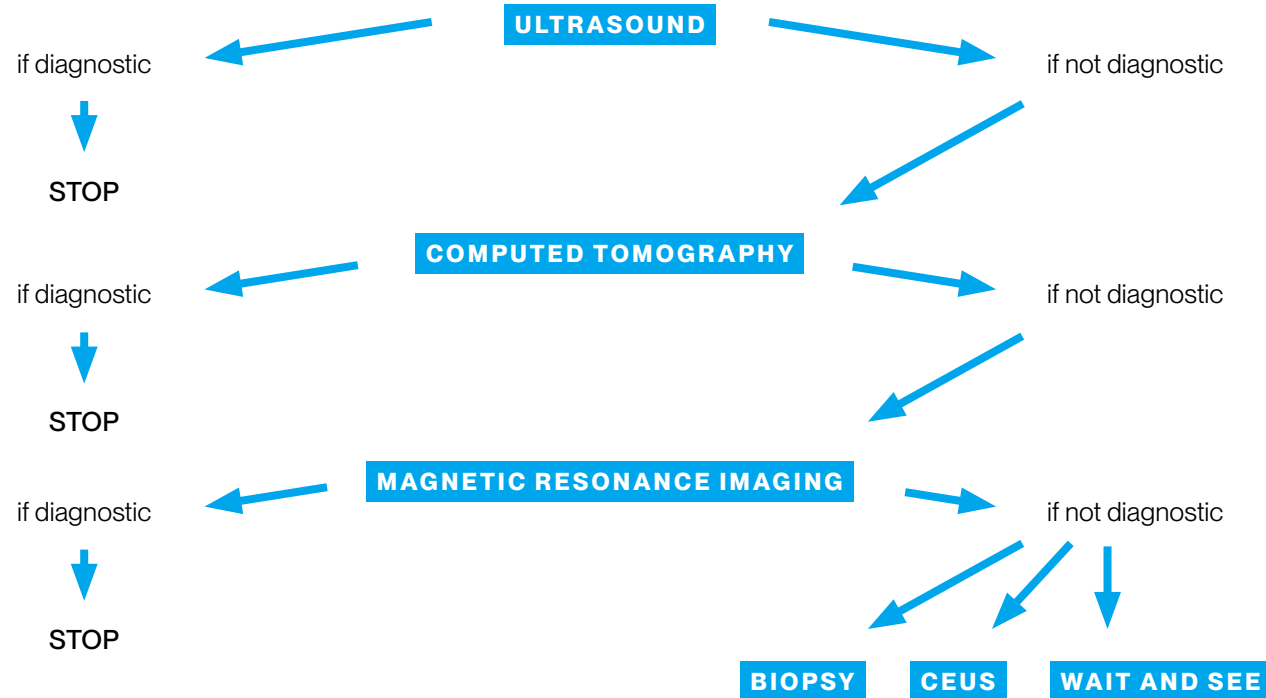 ULTRASOUND
if diagnostic
if not diagnostic
STOP
COMPUTED TOMOGRAPHY
if diagnostic
if not diagnostic
STOP
MAGNETIC RESONANCE IMAGING
if diagnostic
if not diagnostic
STOP
BIOPSY
CEUS
WAIT AND SEE